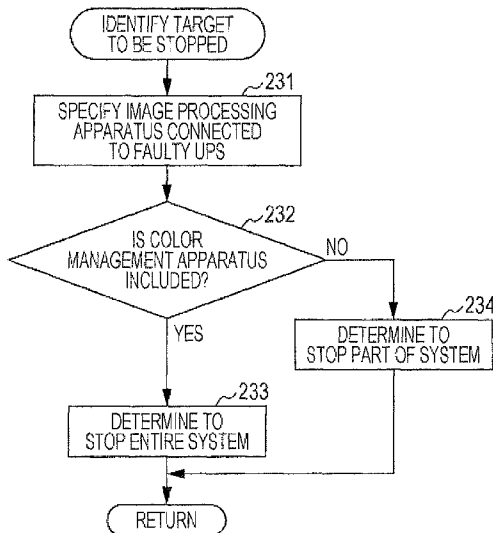 IDENTIFY TARGET
TO BE STOPPED
231
SPECIFY IMAGE PROCESSING
APPARATUS CONNECTED
TO FAULTY UPS
232
IS COLOR
MANAGEMENT APPARATUS
INCLUDED?
NO
YES
234
DETERMINE TO
STOP PART OF SYSTEM
233
DETERMINE TO
STOP ENTIRE SYSTEM
RETURN